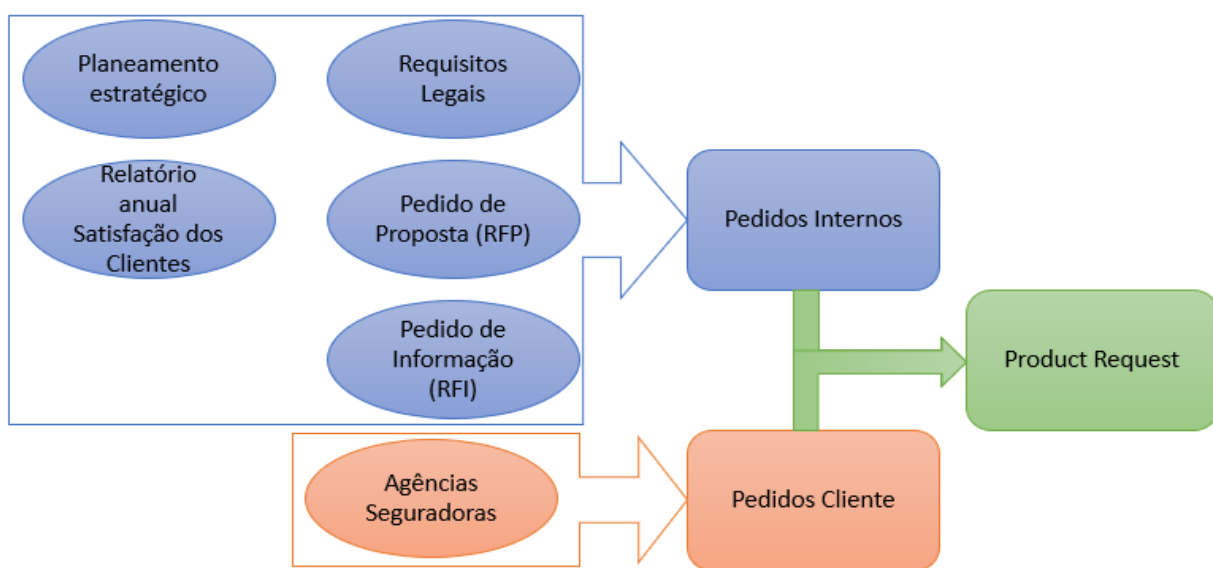 Planeamento
estratégico
Requisitos
Legais
Relatório
anual
Satisfação dos
Clientes
Pedido de
Proposta (RFP)
Pedidos Internos
Pedido de
Informação
(RFI)
Product Request
Agências
Seguradoras
Pedidos Cliente